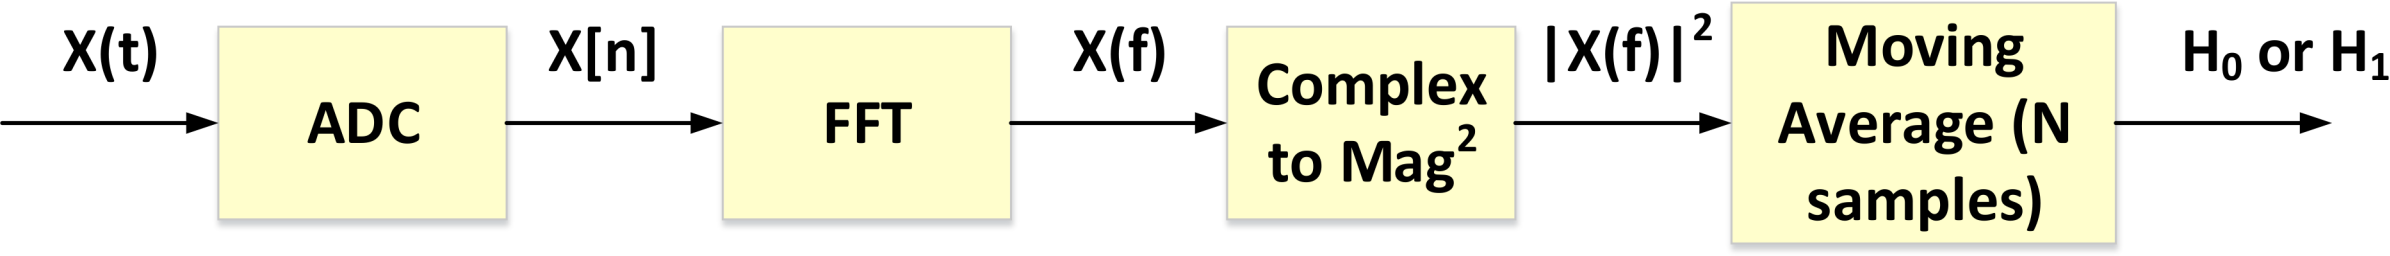 X(t)
ADC
X[n]
FFT
X(f)
Complex
to Mag²
|X(f)|²
Moving
Average (N
samples)
H₀ or H₁